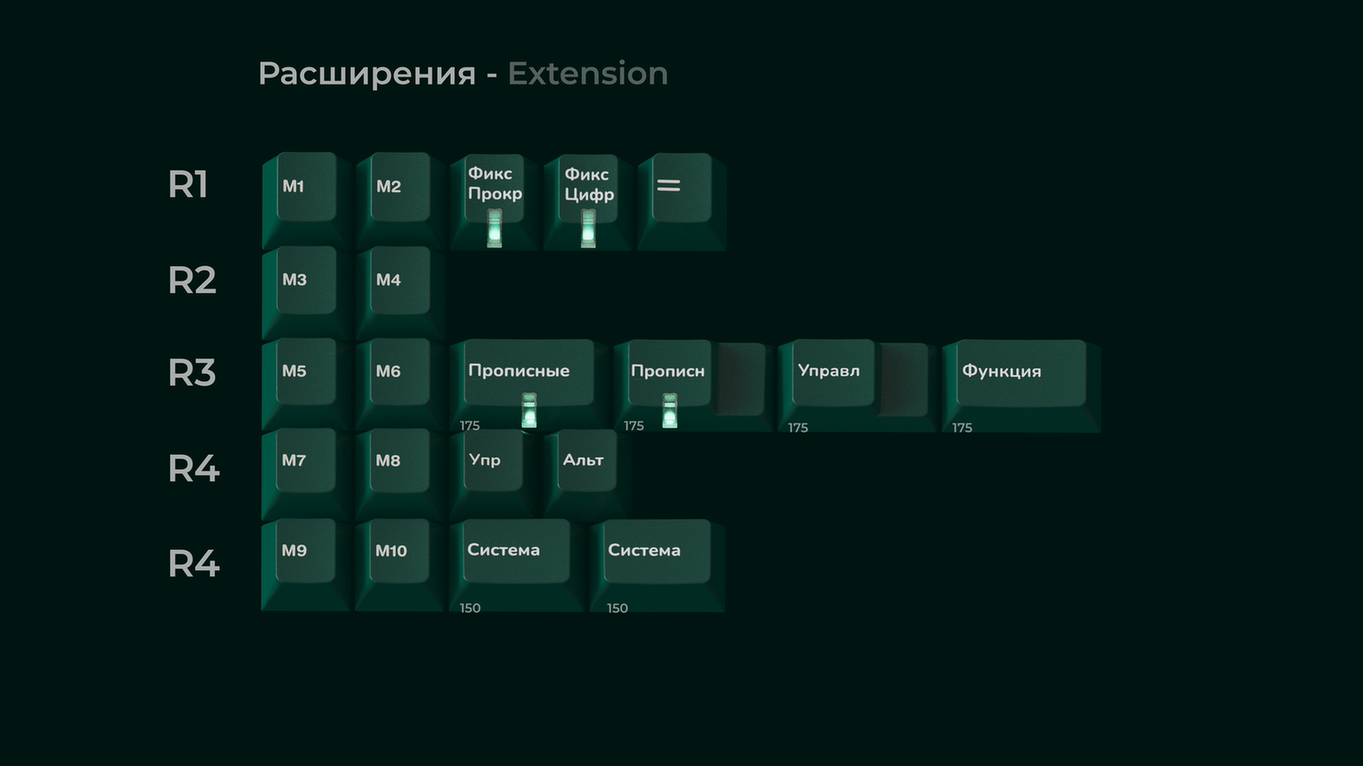 Расширения - Extension
R1
M1
M2
Фикс
Прокр
Фикс
Цифр
=
R2
M3
M4
R3
M5
M6
Прописные
175
Прописн
175
Управл
175
Функция
175
R4
M7
M8
Упр
Альт
R4
M9
M10
Система
150
Система
150